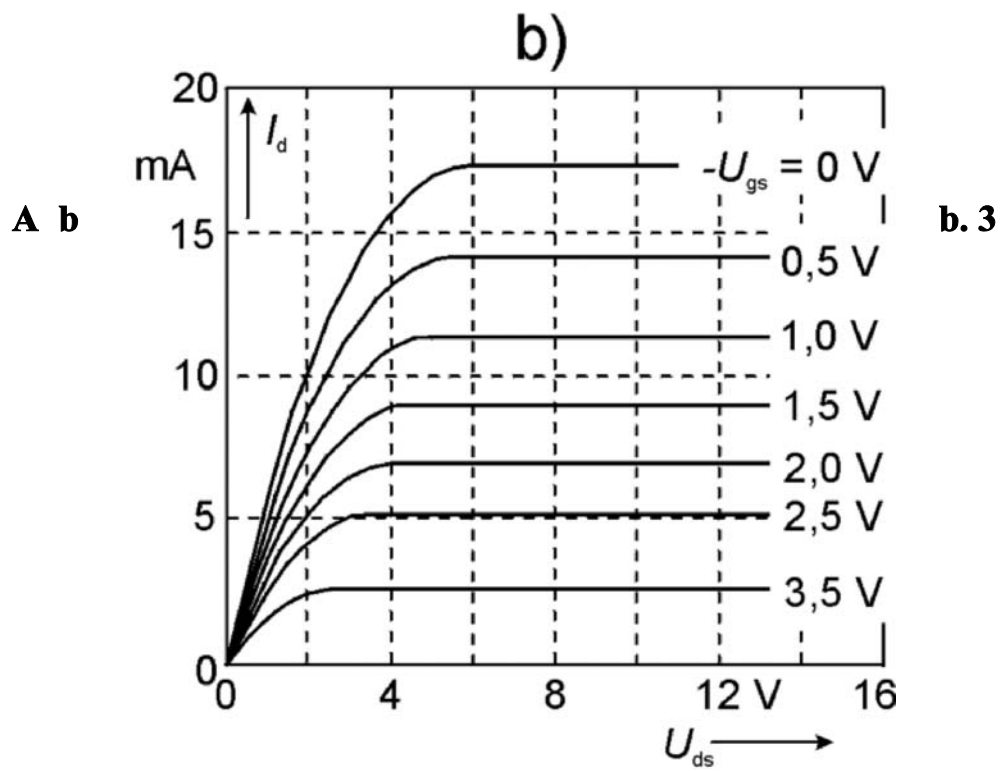 b)
20
I_d
mA
-U_gs = 0 V
A b
b. 3
15
0,5 V
1,0 V
10
1,5 V
2,0 V
5
2,5 V
3,5 V
0
0 4 8 12 V 16
U_ds